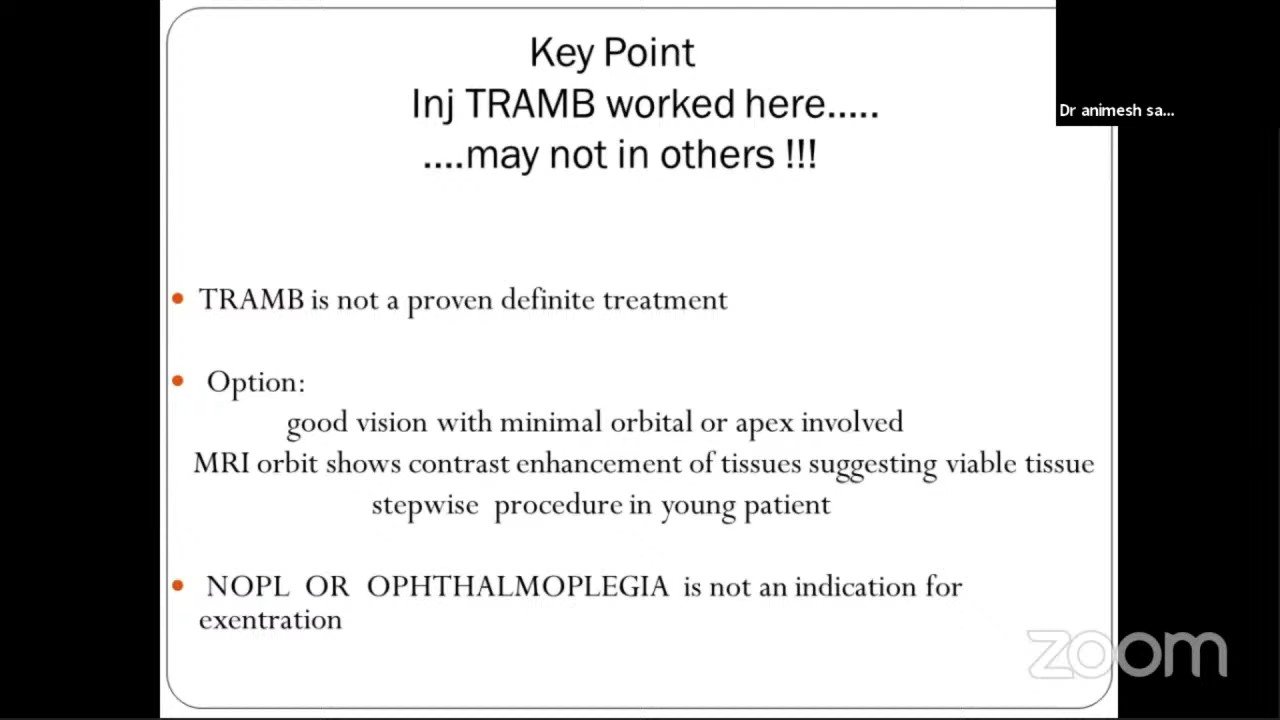 Key Point
Inj TRAMB worked here.....
....may not in others !!!
Dr animesh sa...
• TRAMB is not a proven definite treatment
• Option:
good vision with minimal orbital or apex involved
MRI orbit shows contrast enhancement of tissues suggesting viable tissue
stepwise procedure in young patient
• NOPL OR OPHTHALMOPLEGIA is not an indication for
exentration
zoom